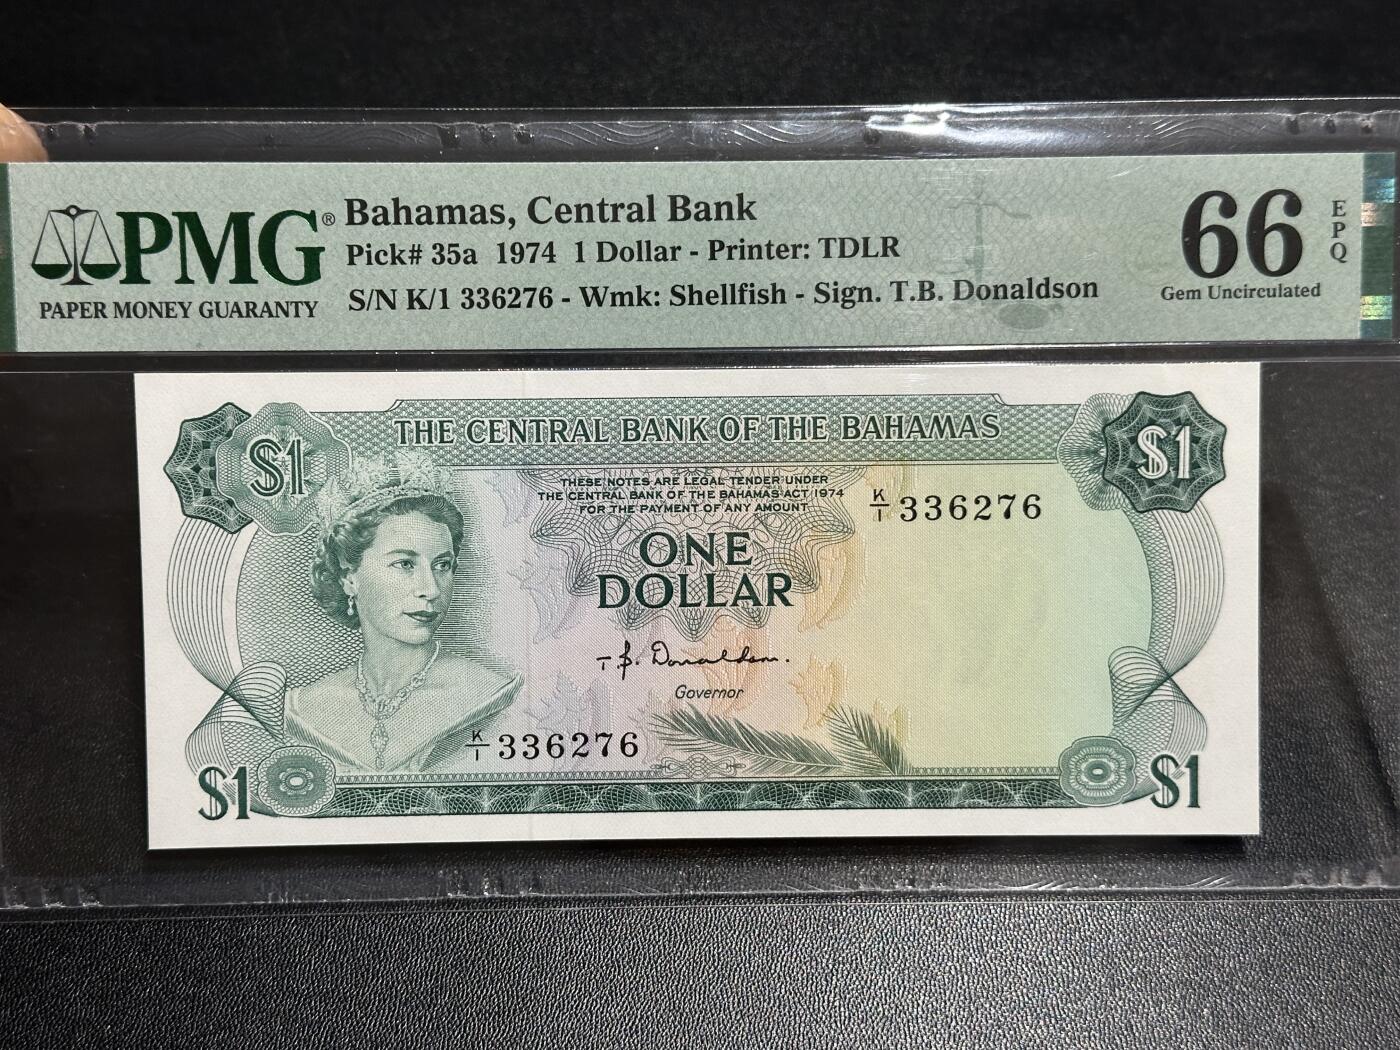 PMG®
PAPER MONEY GUARANTY
Bahamas, Central Bank
Pick# 35a 1974 1 Dollar - Printer: TDLR
S/N K/1 336276 - Wmk: Shellfish - Sign. T.B. Donaldson
66
EPQ
Gem Uncirculated
$1
THE CENTRAL BANK OF THE BAHAMAS
$1
THESE NOTES ARE LEGAL TENDER UNDER
THE CENTRAL BANK OF THE BAHAMAS ACT 1974
FOR THE PAYMENT OF ANY AMOUNT
K/1 336276
ONE
DOLLAR
T.B. Donaldson.
Governor
K/1 336276
$1
$1